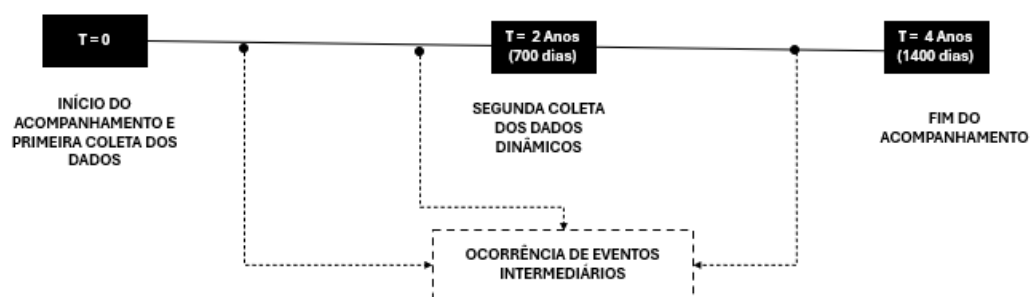 T = 0
T = 2 Anos
(700 dias)
T = 4 Anos
(1400 dias)
INÍCIO DO
ACOMPANHAMENTO E
PRIMEIRA COLETA DOS
DADOS
SEGUNDA COLETA
DOS DADOS
DINÂMICOS
FIM DO
ACOMPANHAMENTO
OCORRÊNCIA DE EVENTOS
INTERMEDIÁRIOS